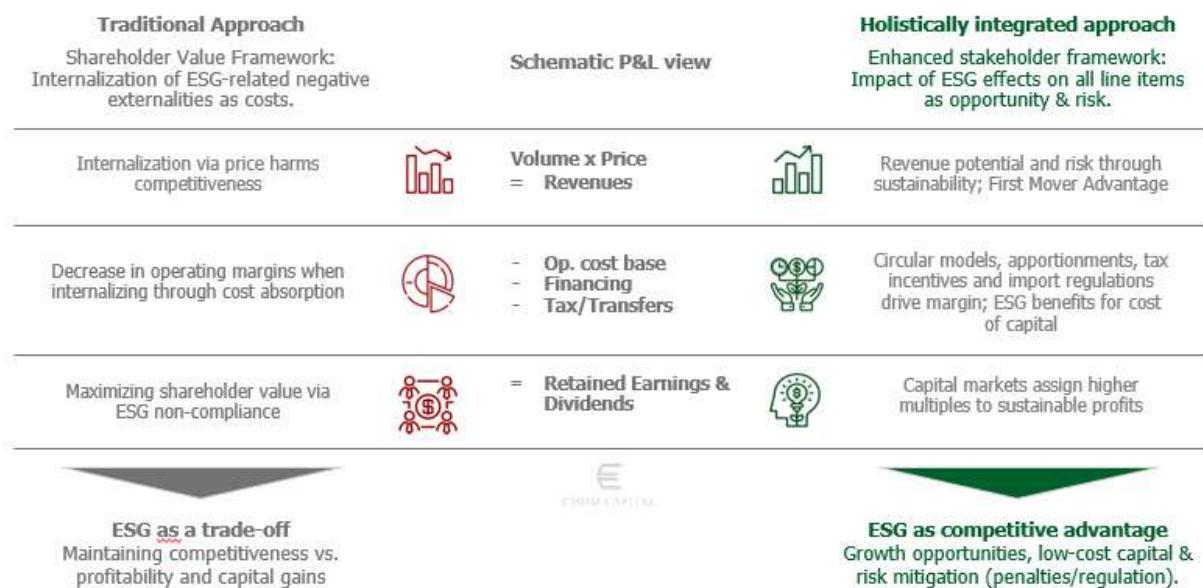 Traditional Approach
Shareholder Value Framework:
Internalization of ESG-related negative
externalities as costs.
Schematic P&L view
Holistically integrated approach
Enhanced stakeholder framework:
Impact of ESG effects on all line items
as opportunity & risk.
Internalization via price harms
competitiveness
Volume x Price
= Revenues
Revenue potential and risk through
sustainability; First Mover Advantage
Decrease in operating margins when
internalizing through cost absorption
- Op. cost base
- Financing
- Tax/Transfers
Circular models, apportionments, tax
incentives and import regulations
drive margin; ESG benefits for cost
of capital
Maximizing shareholder value via
ESG non-compliance
= Retained Earnings &
Dividends
Capital markets assign higher
multiples to sustainable profits
ESG as a trade-off
Maintaining competitiveness vs.
profitability and capital gains
ESG as competitive advantage
Growth opportunities, low-cost capital &
risk mitigation (penalties/regulation).